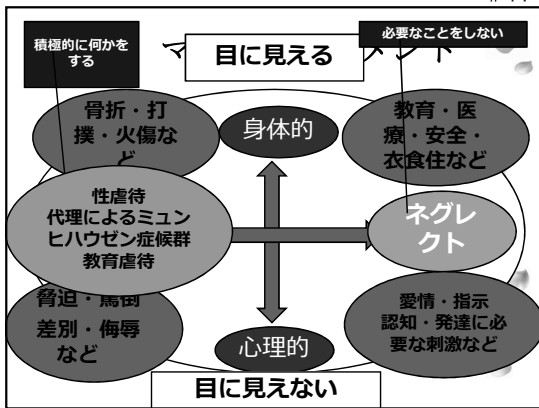 積極的に何かを
する
目に見える
必要なことをしない
骨折・打
撲・火傷な
ど
身体的
教育・医
療・安全・
衣食住など
性虐待
代理によるミュン
ヒハウゼン症候群
教育虐待
ネグレ
クト
脅迫・罵倒
差別・侮辱
など
心理的
愛情・指示
認知・発達に必
要な刺激など
目に見えない